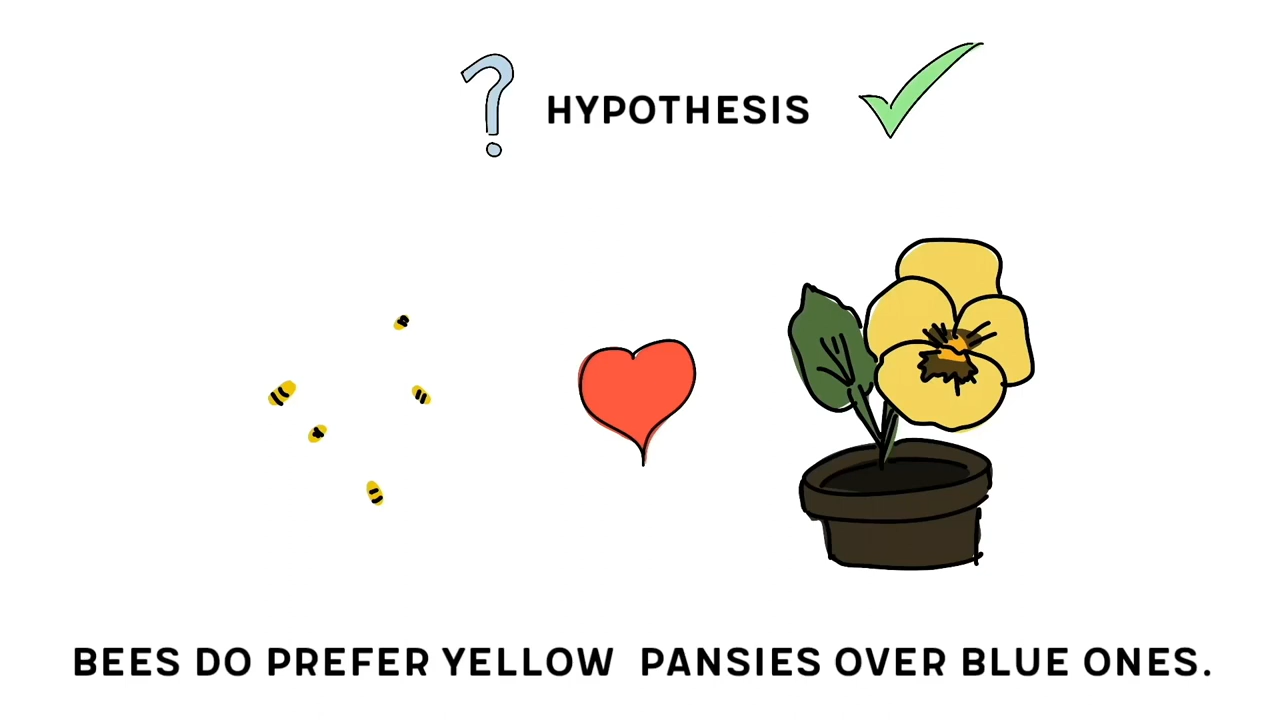 ? HYPOTHESIS
BEES DO PREFER YELLOW PANSIES OVER BLUE ONES.